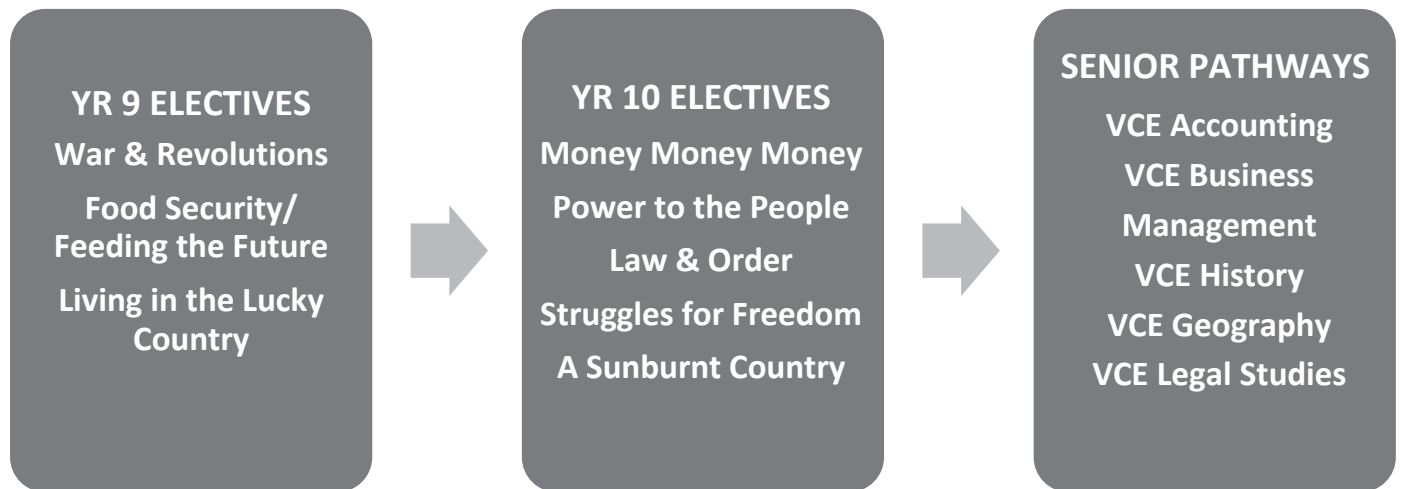 YR 9 ELECTIVES
War & Revolutions
Food Security/
Feeding the Future
Living in the Lucky
Country
YR 10 ELECTIVES
Money Money Money
Power to the People
Law & Order
Struggles for Freedom
A Sunburnt Country
SENIOR PATHWAYS
VCE Accounting
VCE Business
Management
VCE History
VCE Geography
VCE Legal Studies